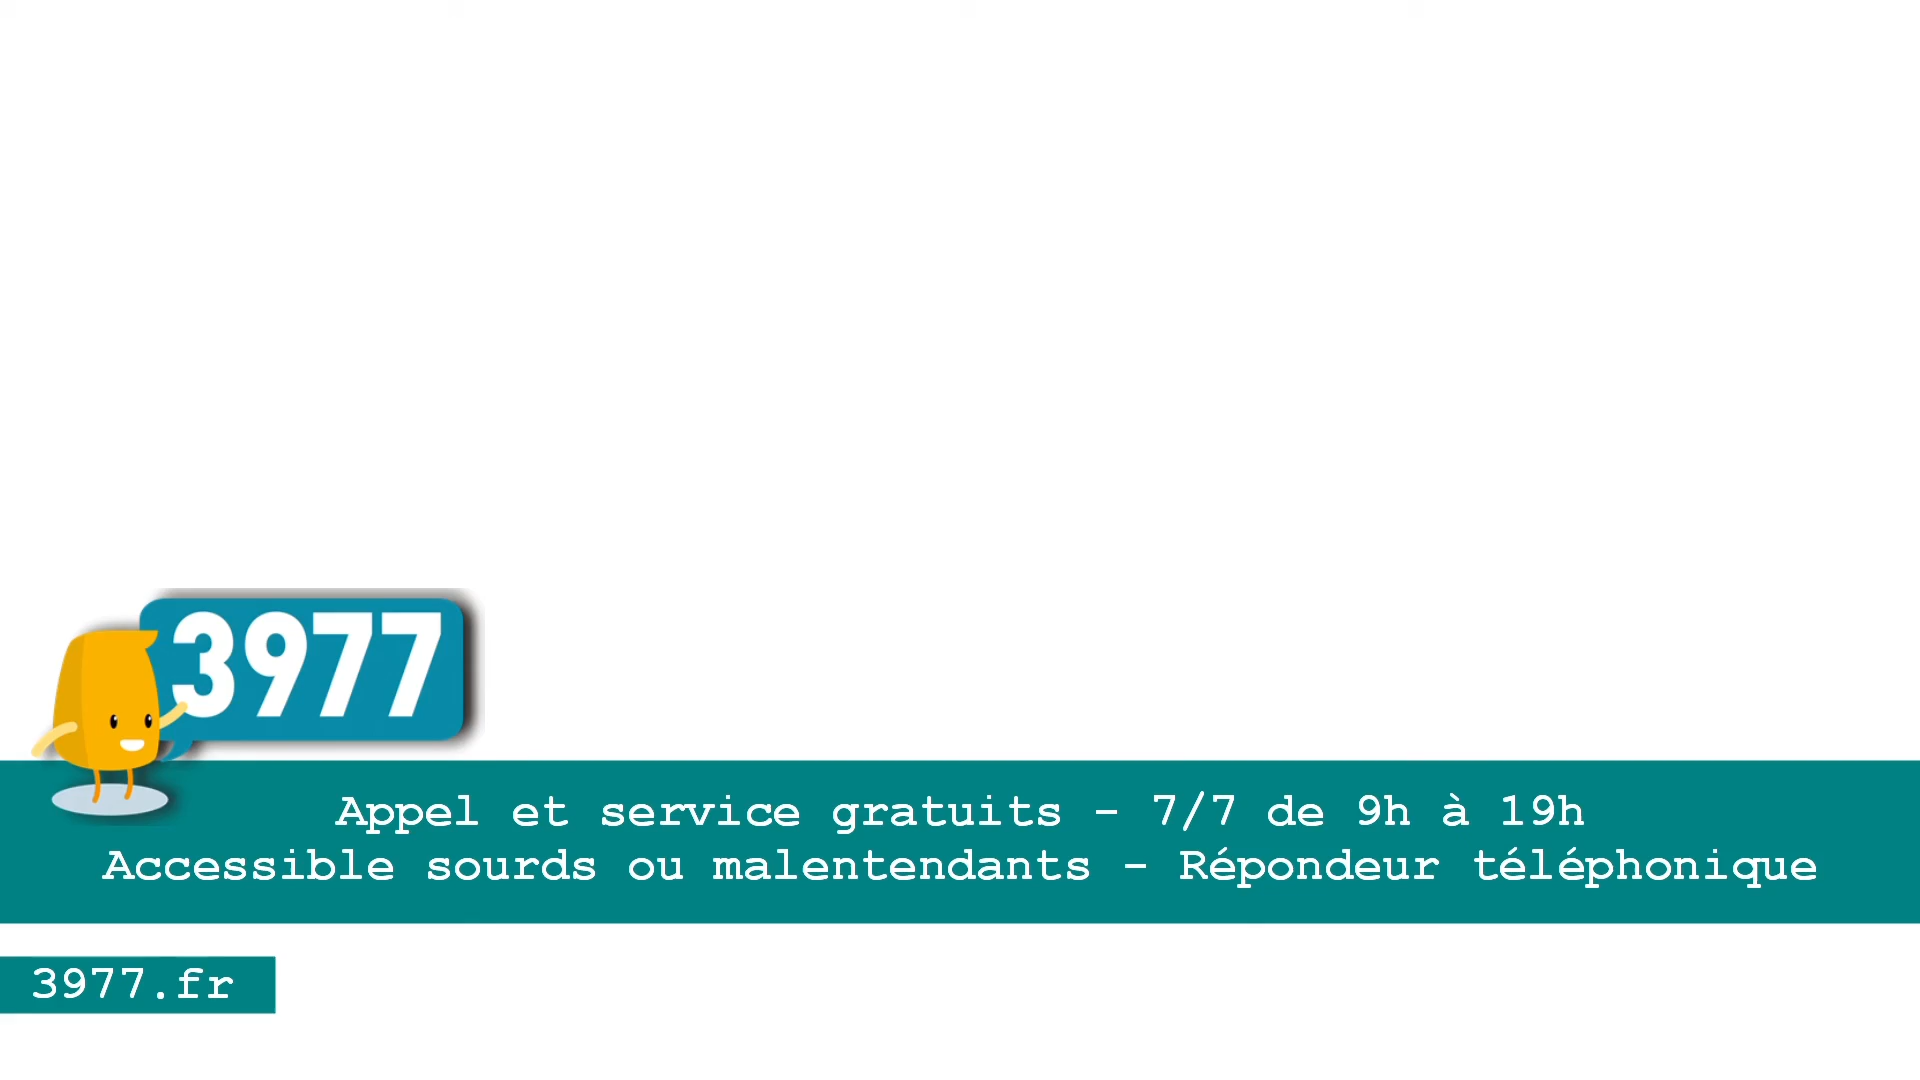 3977
Appel et service gratuits - 7/7 de 9h à 19h
Accessible sourds ou malentendants - Répondeur téléphonique
3977.fr